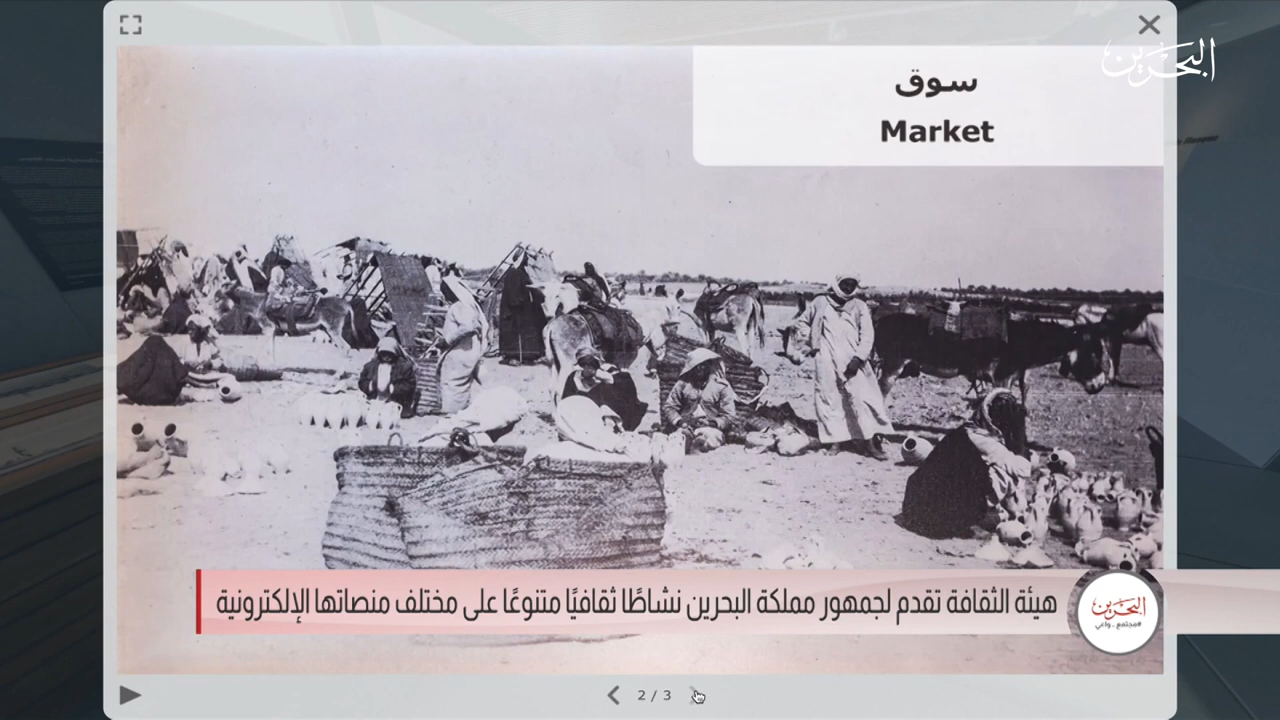 البحرين
سوق
Market
هيئة الثقافة تقدم لجمهور مملكة البحرين نشاطًا ثقافيًا متنوعًا على مختلف منصاتها الإلكترونية
البحرين
#مجتمع_واعي
2 / 3